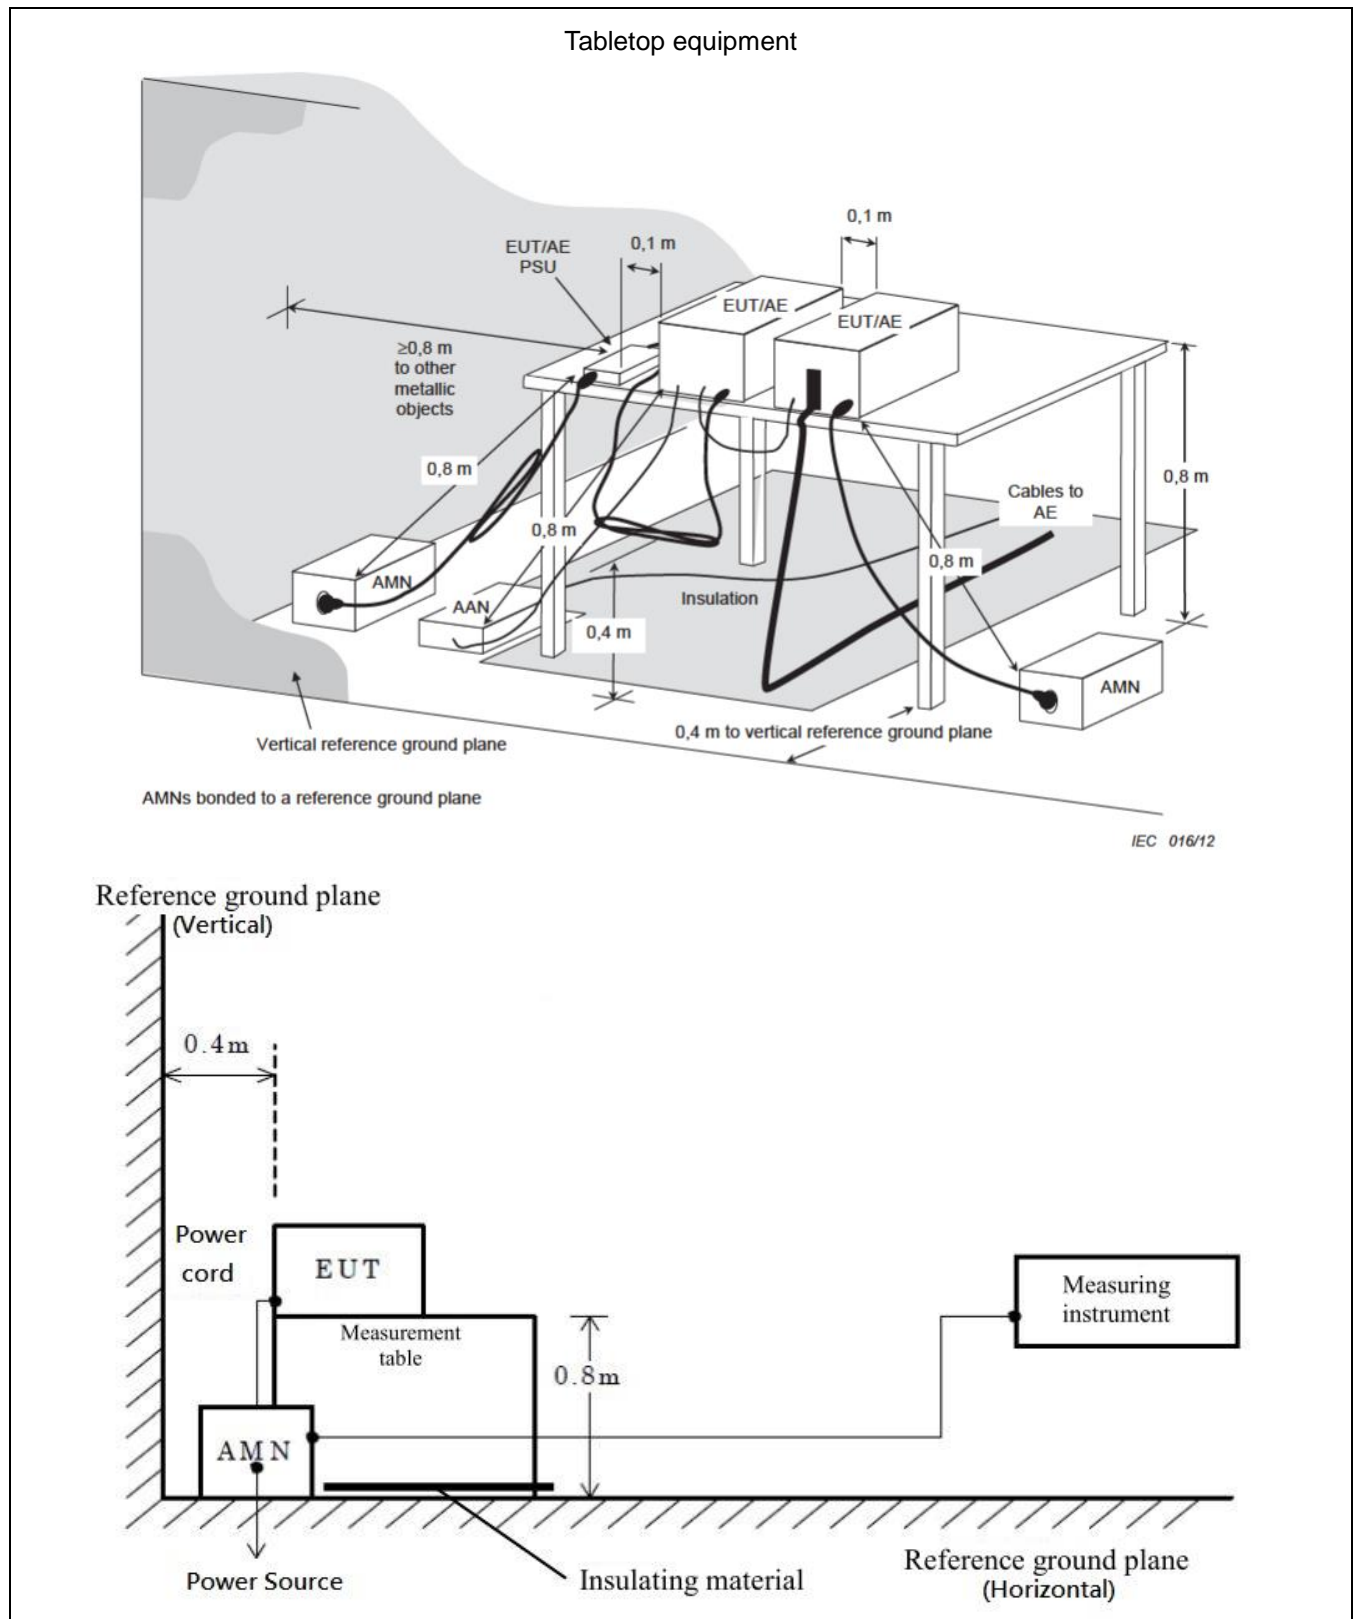 Tabletop equipment
0,1 m
EUT/AE
PSU
0,1 m
EUT/AE
EUT/AE
≥0,8 m
to other
metallic
objects
0,8 m
0,8 m
Cables to
AE
0,8 m
0,8 m
AMN
AAN
Insulation
0,4 m
AMN
0,4 m to vertical reference ground plane
Vertical reference ground plane
AMNs bonded to a reference ground plane
IEC 016/12
Reference ground plane
(Vertical)
0.4m
Power
cord
EUT
Measuring
instrument
Measurement
table
0.8m
AMN
Power Source
Insulating material
Reference ground plane
(Horizontal)